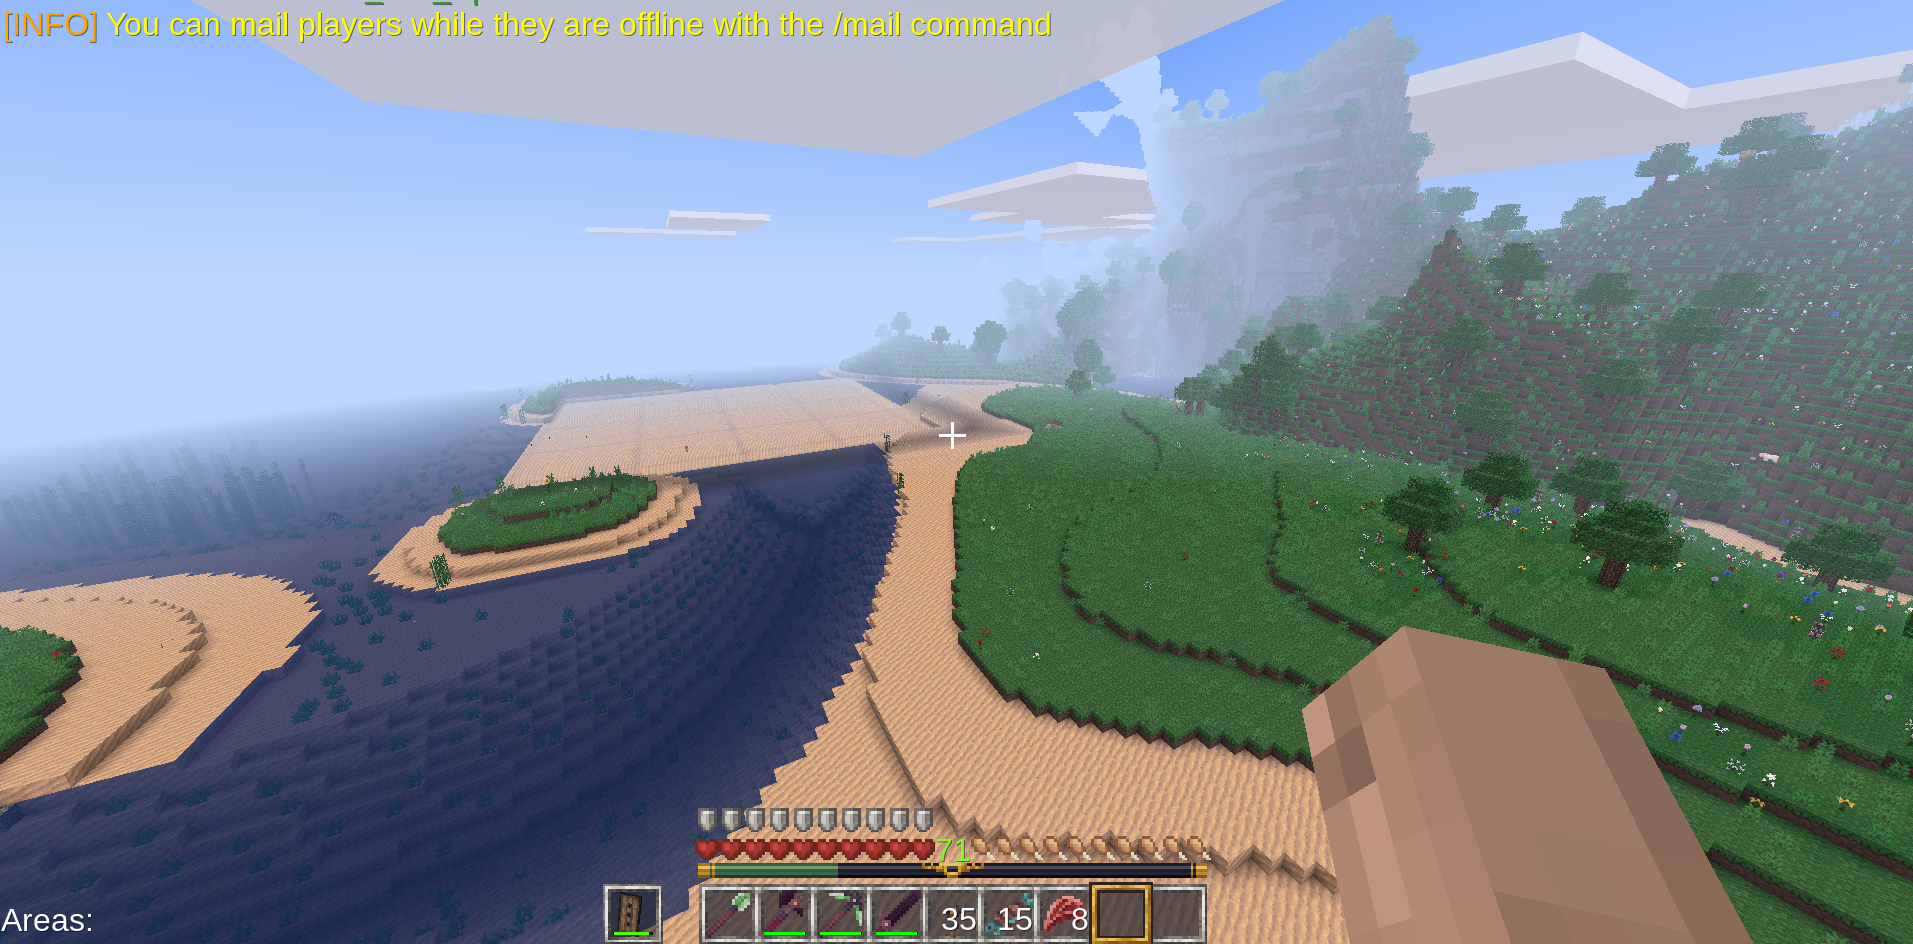 [INFO] You can mail players while they are offline with the /mail command
71
35 15 8
Areas: